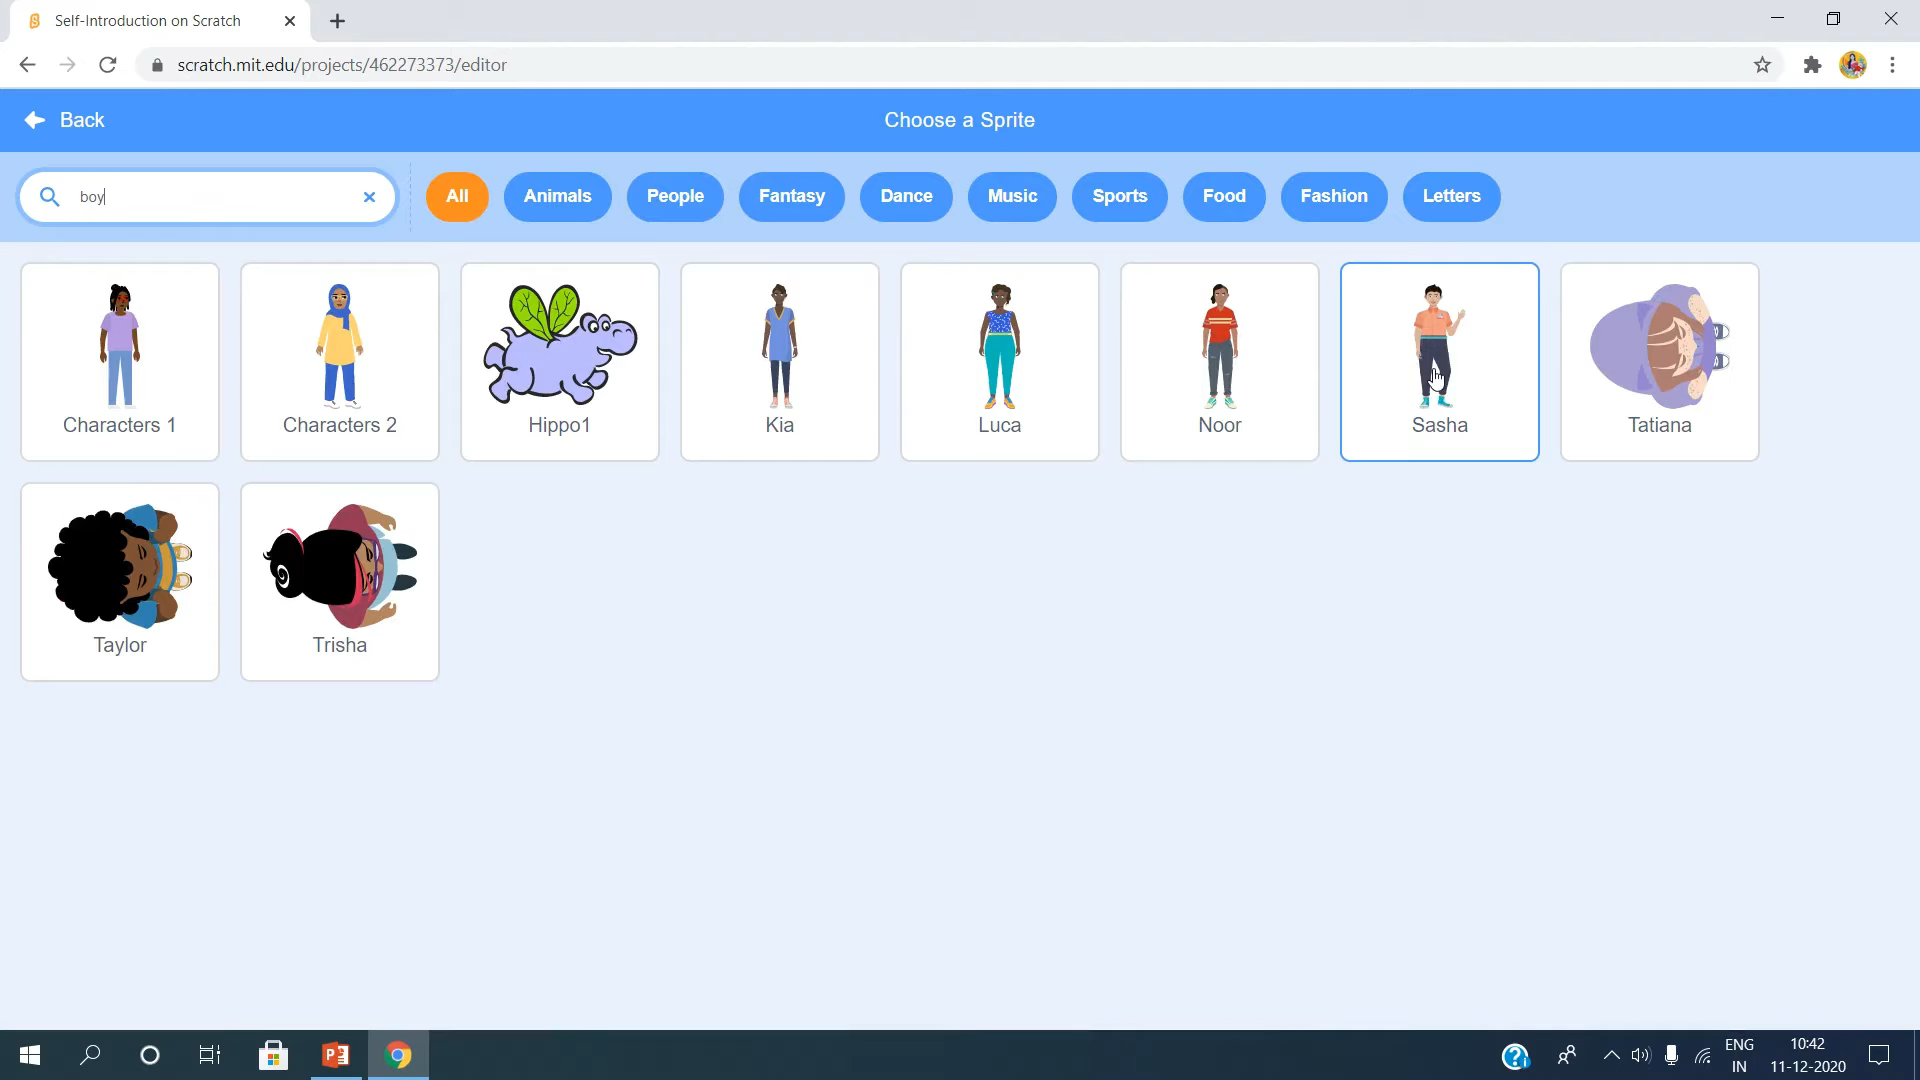 Self-Introduction on Scratch
scratch.mit.edu/projects/462273373/editor
Back
Choose a Sprite
boy
All
Animals
People
Fantasy
Dance
Music
Sports
Food
Fashion
Letters
Characters 1
Characters 2
Hippo1
Kia
Luca
Noor
Sasha
Tatiana
Taylor
Trisha
ENG
IN
10:42
11-12-2020